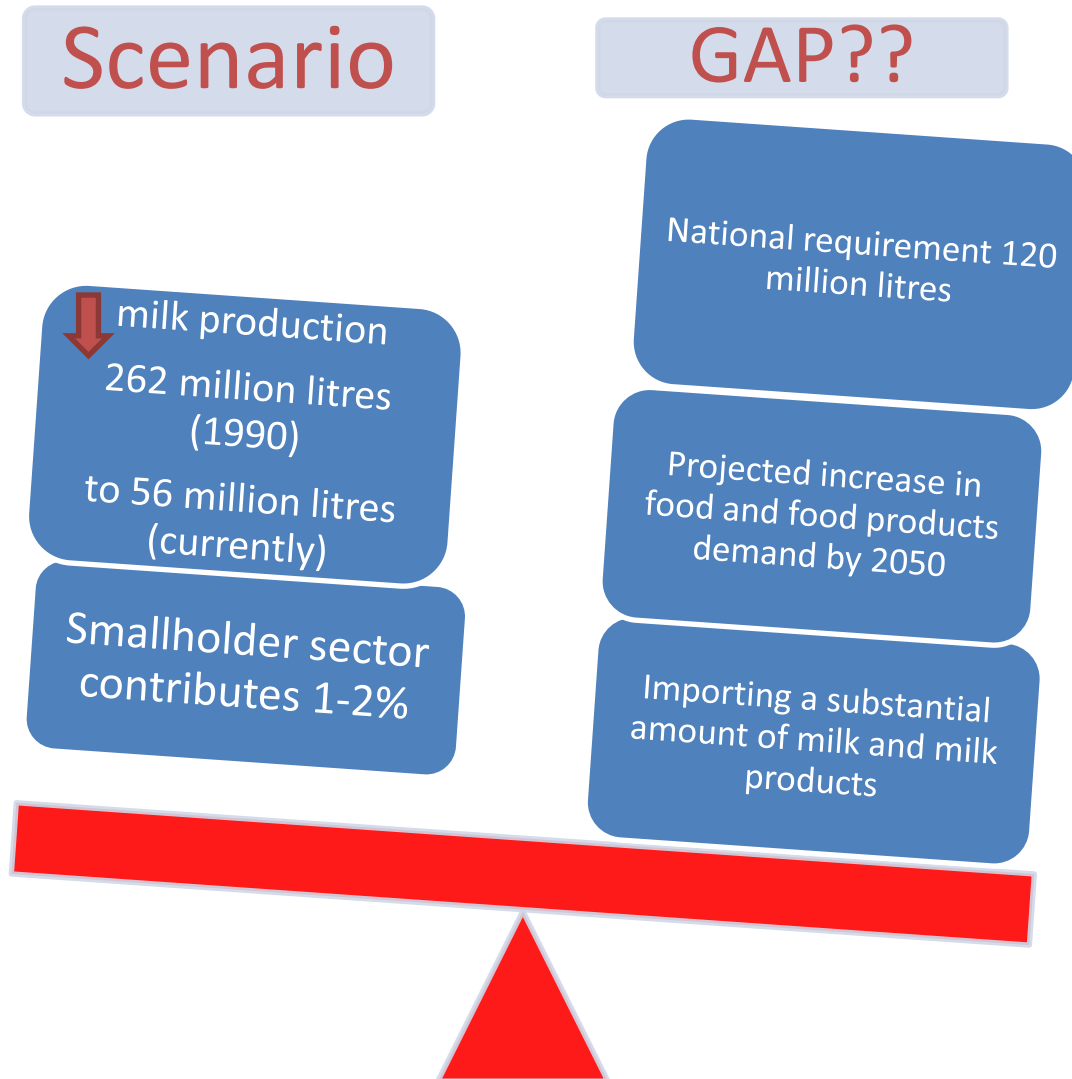 Scenario
milk production
262 million litres
(1990)
to 56 million litres
(currently)
Smallholder sector
contributes 1-2%
GAP??
National requirement 120
million litres
Projected increase in
food and food products
demand by 2050
Importing a substantial
amount of milk and milk
products